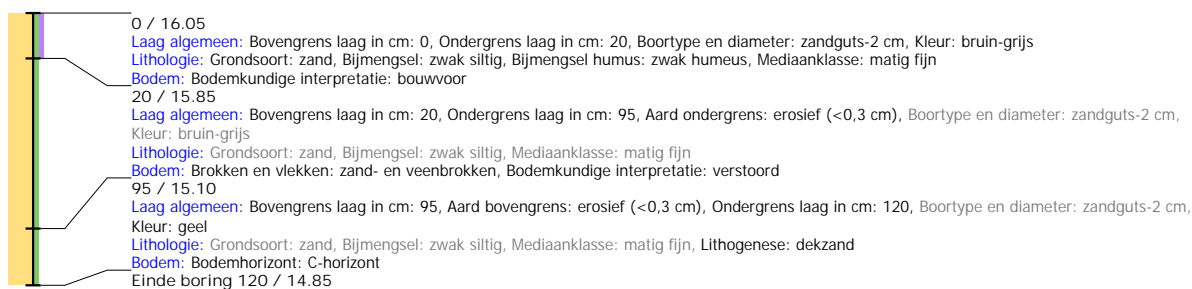 0 / 16.05
Laag algemeen: Bovengrens laag in cm: 0, Ondergrens laag in cm: 20, Boortype en diameter: zandguts-2 cm, Kleur: bruin-grijs
Lithologie: Grondsoort: zand, Bijmengsel: zwak siltig, Bijmengsel humus: zwak humeus, Mediaanklasse: matig fijn
Bodem: Bodemkundige interpretatie: bouwvoor
20 / 15.85
Laag algemeen: Bovengrens laag in cm: 20, Ondergrens laag in cm: 95, Aard ondergrens: erosief (<0,3 cm), Boortype en diameter: zandguts-2 cm,
Kleur: bruin-grijs
Lithologie: Grondsoort: zand, Bijmengsel: zwak siltig, Mediaanklasse: matig fijn
Bodem: Brokken en vlekken: zand- en veenbrokken, Bodemkundige interpretatie: verstoord
95 / 15.10
Laag algemeen: Bovengrens laag in cm: 95, Aard bovengrens: erosief (<0,3 cm), Ondergrens laag in cm: 120, Boortype en diameter: zandguts-2 cm,
Kleur: geel
Lithologie: Grondsoort: zand, Bijmengsel: zwak siltig, Mediaanklasse: matig fijn, Lithogenese: dekzand
Bodem: Bodemhorizont: C-horizont
Einde boring 120 / 14.85